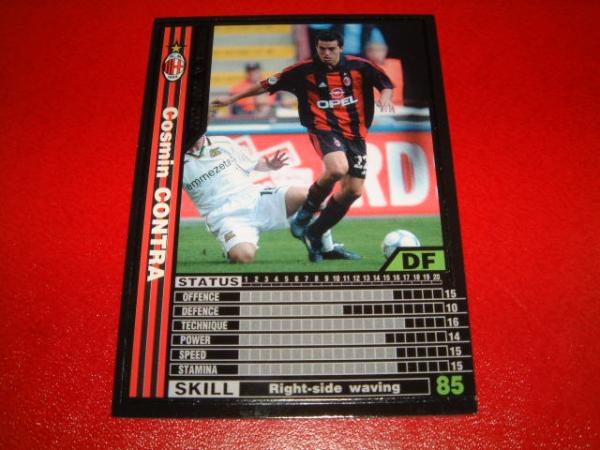 Cosmin CONTRA
OPEL
emmezeta
RD
DF
STATUS 1 2 3 4 5 6 7 8 9 10 11 12 13 14 15 16 17 18 19 20
OFFENCE 15
DEFENCE 10
TECHNIQUE 16
POWER 14
SPEED 15
STAMINA 15
SKILL Right-side waving 85